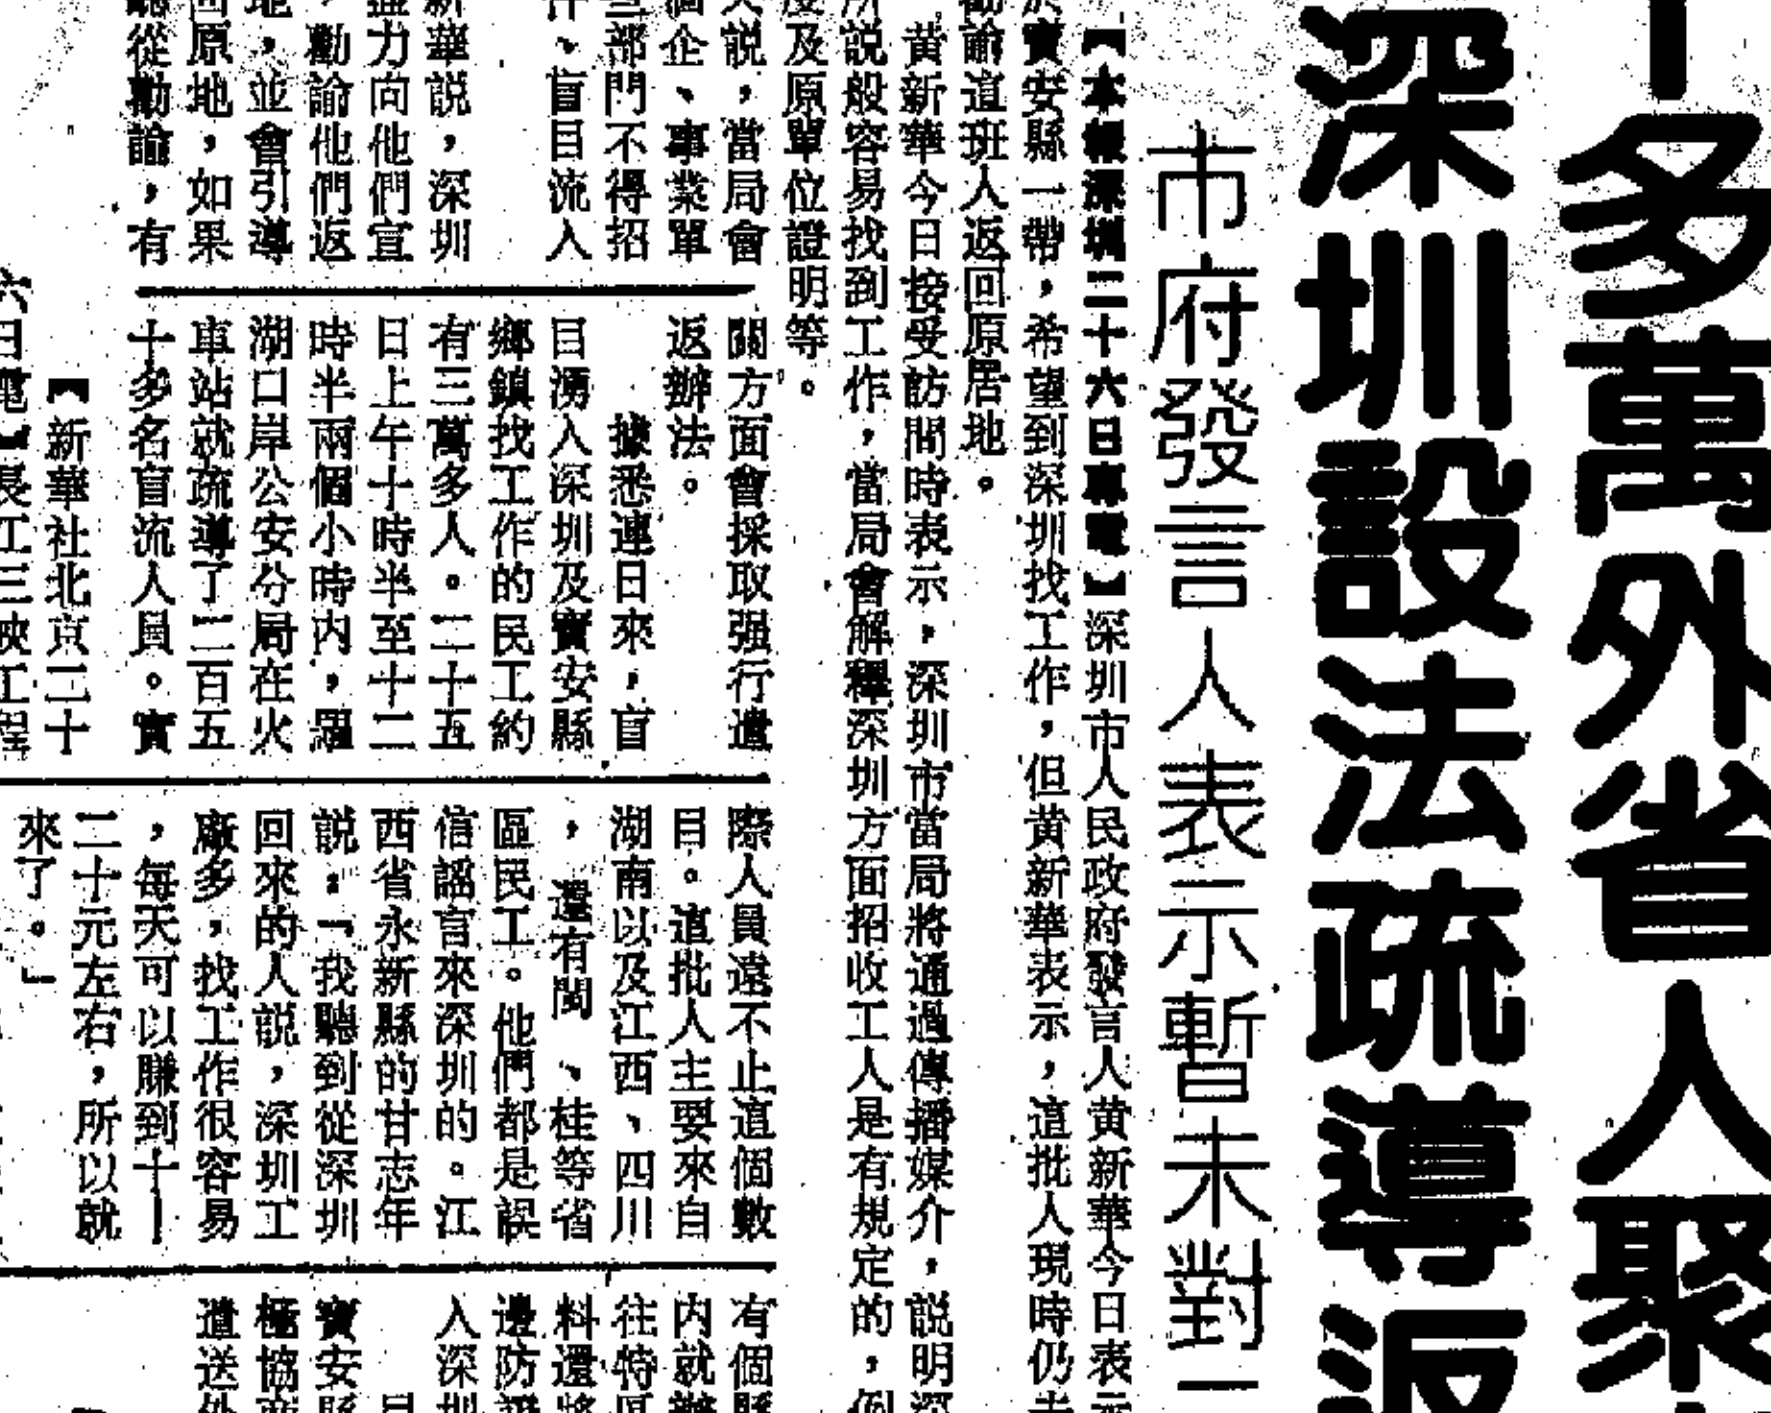 多萬外省人聚
深圳設法疏導返
市府發言人表示暫未對
【本報深圳二十六日專電】深圳市人民政府發言人黃新華今日表示
於寶安縣一帶，希望到深圳找工作，但黃新華表示，這批人現時仍未
勸諭這班人返回原居地。
黃新華今日接受訪問時表示，深圳市當局將通過傳播媒介，說明深
所說般容易找到工作，當局會解釋深圳方面招收工人是有規定的，例
度及原單位證明等。
說，當局會
個企、事業單
部門不得招
件、盲目流入
新華說，深圳
盡力向他們宣
，勸諭他們返
地，並會引導
回原地，如果
聽從勸諭，有
關方面會採取强行遣
返辦法。
據悉連日來，盲
目湧入深圳及寶安縣
鄉鎮找工作的民工約
有三萬多人。二十五
日上午十時半至十二
時半兩個小時內，羅
湖口岸公安分局在火
車站就疏導了二百五
十多名盲流人員。實
際人員遠不止這個數
目。這批人主要來自
湖南以及江西、四川
，還有閩、桂等省
區民工。他們都是誤
信謠言來深圳的。江
西省永新縣的甘志年
說：「我聽到從深圳
回來的人說，深圳工
廠多，找工作很容易
，每天可以賺到十—
二十元左右，所以就
來了。」
有個縣
內就辦
往特區
料還將
邊防證
入深圳
寶安縣
極協商
遣送外
【新華社北京二十
六日電】長江三峽工程